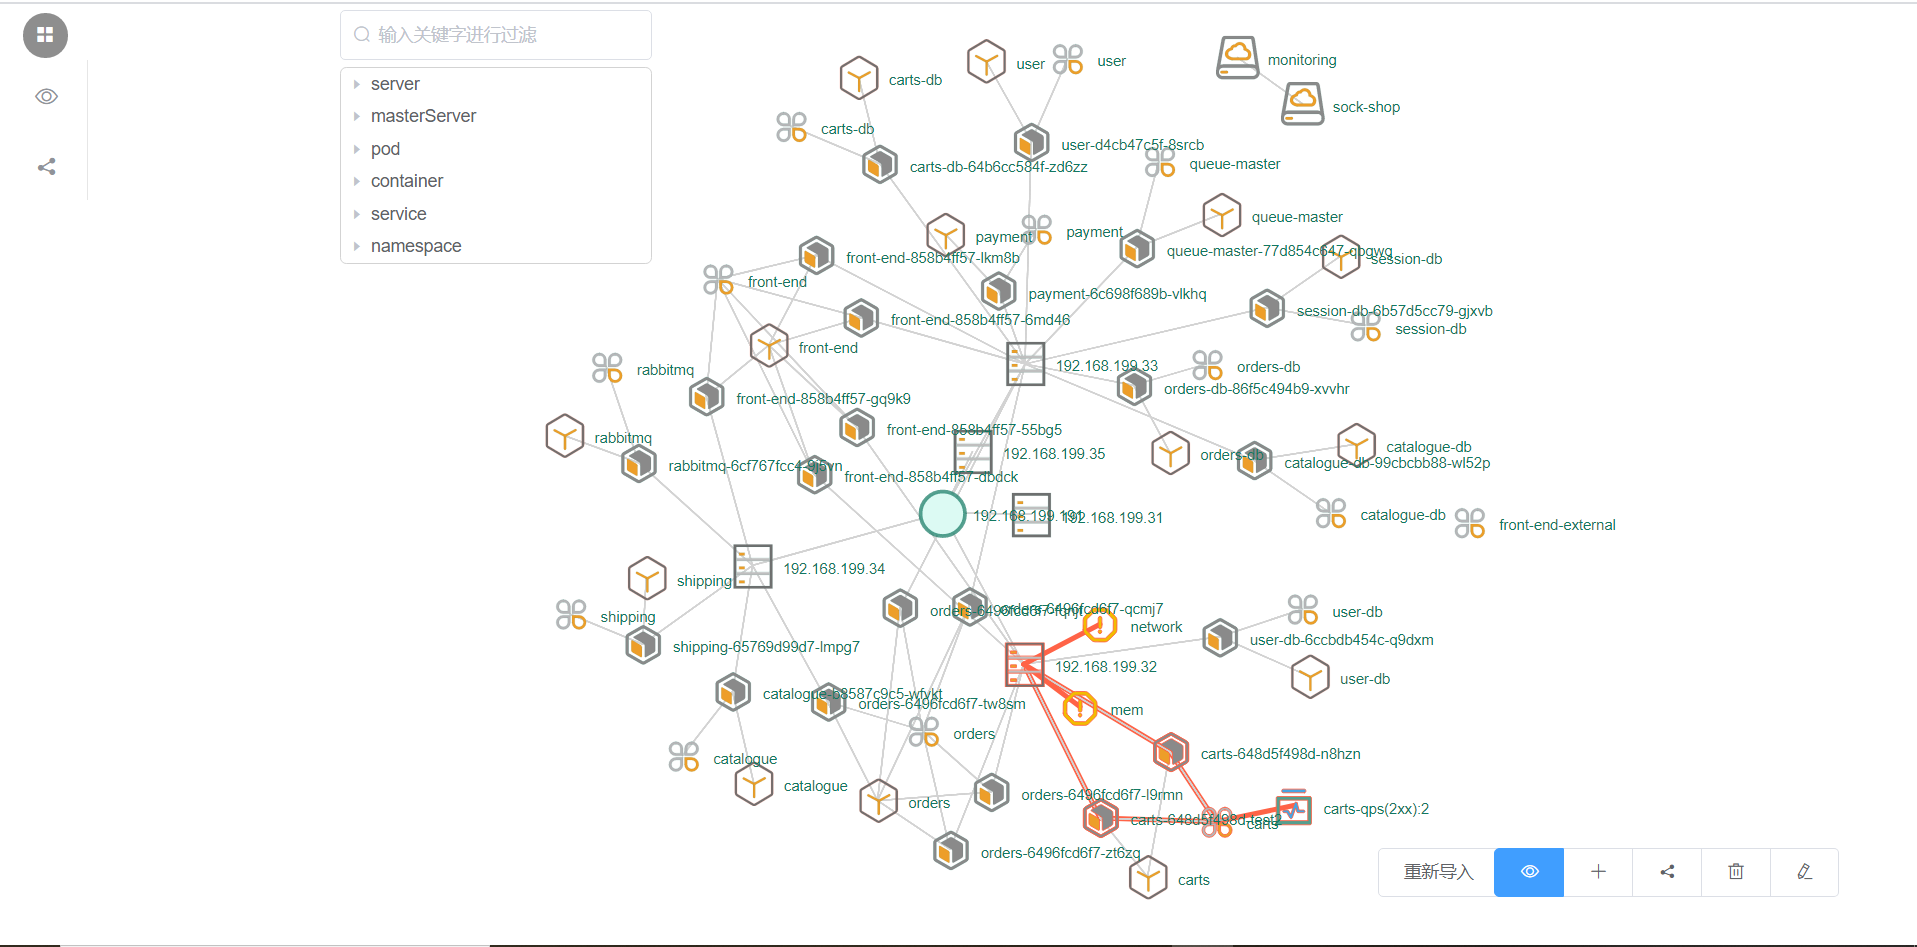 输入关键字进行过滤
server
masterServer
pod
container
service
namespace
carts-db
user
user
monitoring
sock-shop
carts-db
user-d4cb47c5f-8srcb
carts-db-64b6cc584f-zd6zz
queue-master
queue-master
payment
payment
queue-master-77d854c647-qbgwq
session-db
front-end-858b4ff57-lkm8b
front-end
payment-6c698f689b-vlkhq
session-db-6b57d5cc79-gjxvb
session-db
front-end-858b4ff57-6md46
front-end
192.168.199.33
orders-db
rabbitmq
orders-db-86f5c494b9-xvvhr
front-end-858b4ff57-gq9k9
front-end-858b4ff57-55bg5
rabbitmq
192.168.199.35
orders-db
catalogue-db
catalogue-db-99cbcbb88-wl52p
rabbitmq-6cf767fcc4-9j5vn
front-end-858b4ff57-dbdck
192.168.199.191
192.168.199.31
catalogue-db
front-end-external
192.168.199.34
shipping
shipping
orders-6496fcd6f7-qcmj7
network
user-db
user-db-6ccbdb454c-q9dxm
shipping-65769d99d7-lmpg7
192.168.199.32
user-db
catalogue-b8587c9c5-wfvkt
orders-6496fcd6f7-tw8sm
mem
orders
carts-648d5f498d-n8hzn
catalogue
catalogue
orders-6496fcd6f7-l9rmn
orders
carts-648d5f498d-test2
carts
carts-qps(2xx):2
orders-6496fcd6f7-zt6zq
carts
重新导入